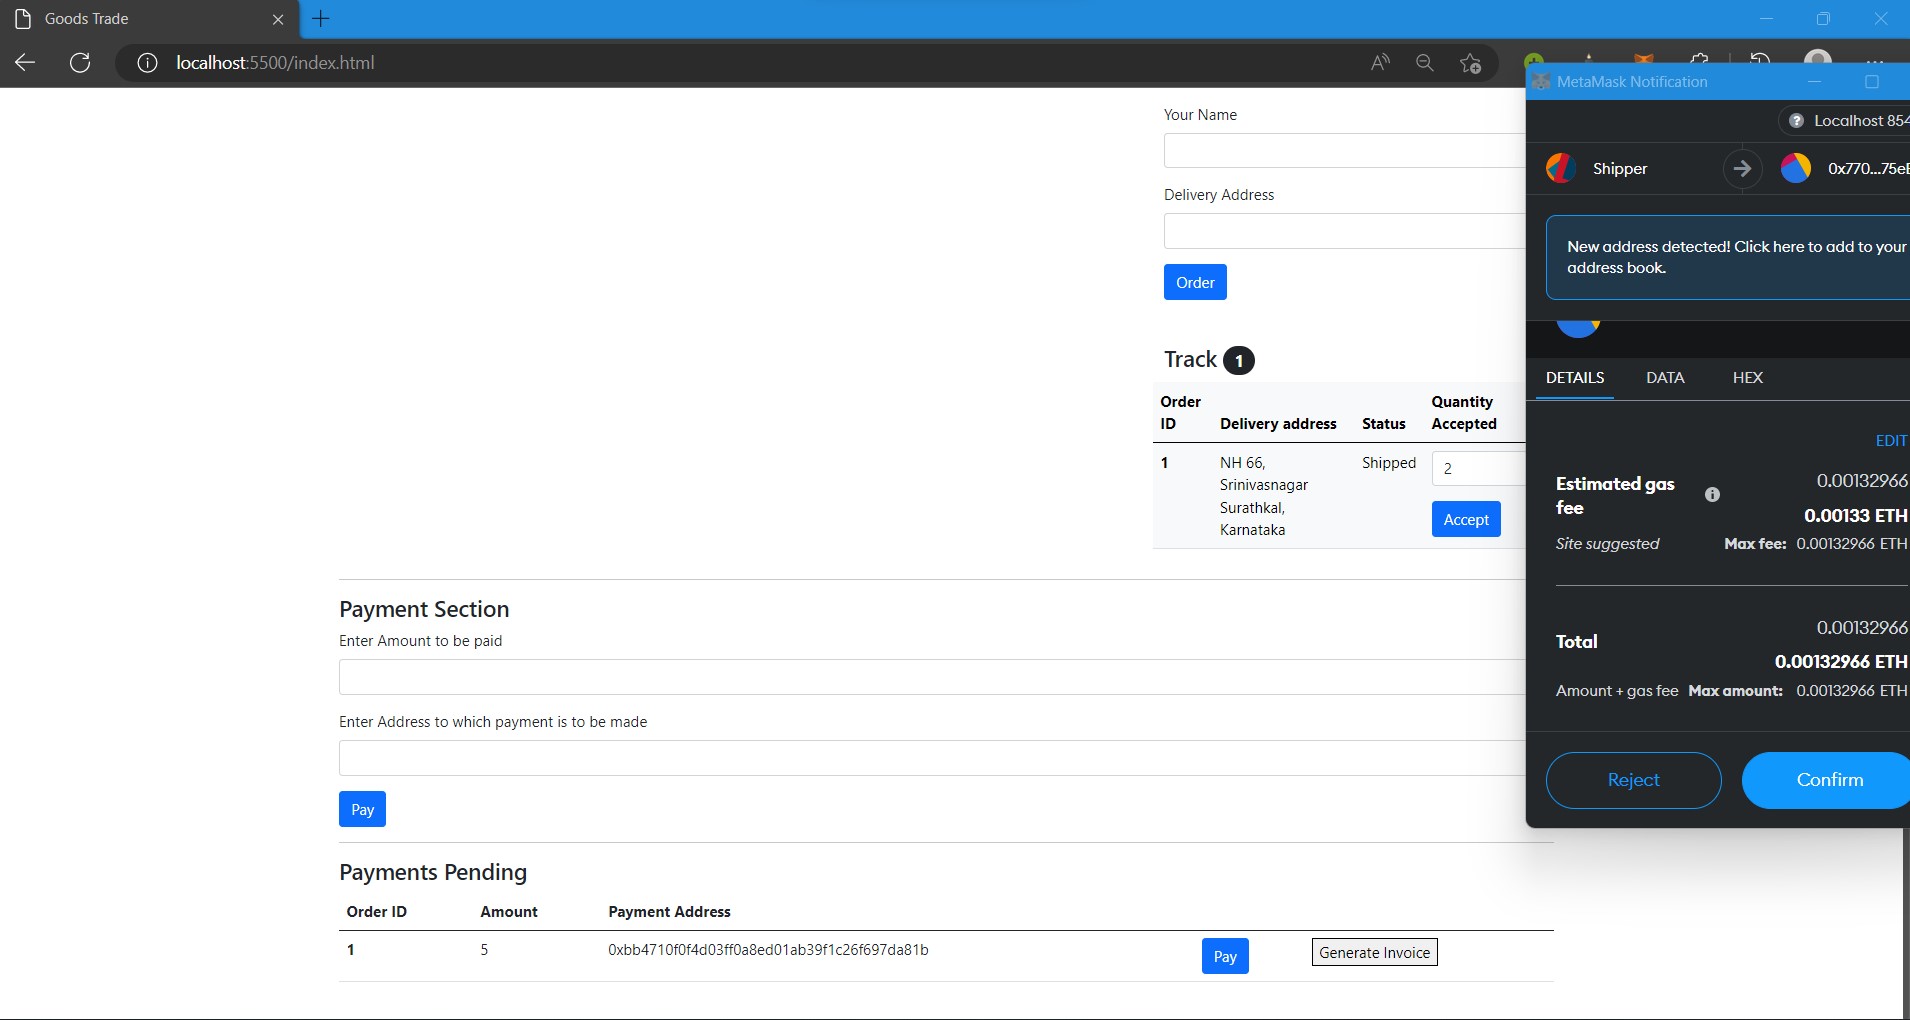 Goods Trade
localhost:5500/index.html
MetaMask Notification
Localhost 854
Shipper
0x770...75eE
New address detected! Click here to add to your
address book.
DETAILS DATA HEX
EDIT
Estimated gas
fee
0.00132966
0.00133 ETH
Site suggested
Max fee: 0.00132966 ETH
Total
0.00132966
0.00132966 ETH
Amount + gas fee Max amount: 0.00132966 ETH
Reject
Confirm
Your Name
Delivery Address
Order
Track 1
Order
ID
Delivery address
Status
Quantity
Accepted
1
NH 66,
Srinivasnagar
Surathkal,
Karnataka
Shipped
2
Accept
Payment Section
Enter Amount to be paid
Enter Address to which payment is to be made
Pay
Payments Pending
Order ID Amount Payment Address
1 5 0xbb4710f0f4d03ff0a8ed01ab39f1c26f697da81b Pay Generate Invoice